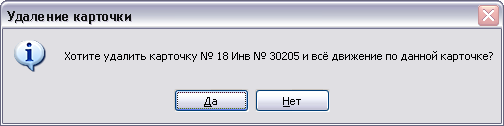 Удаление карточки
Хотите удалить карточку № 18 Инв № 30205 и всё движение по данной карточке?
Да
Нет